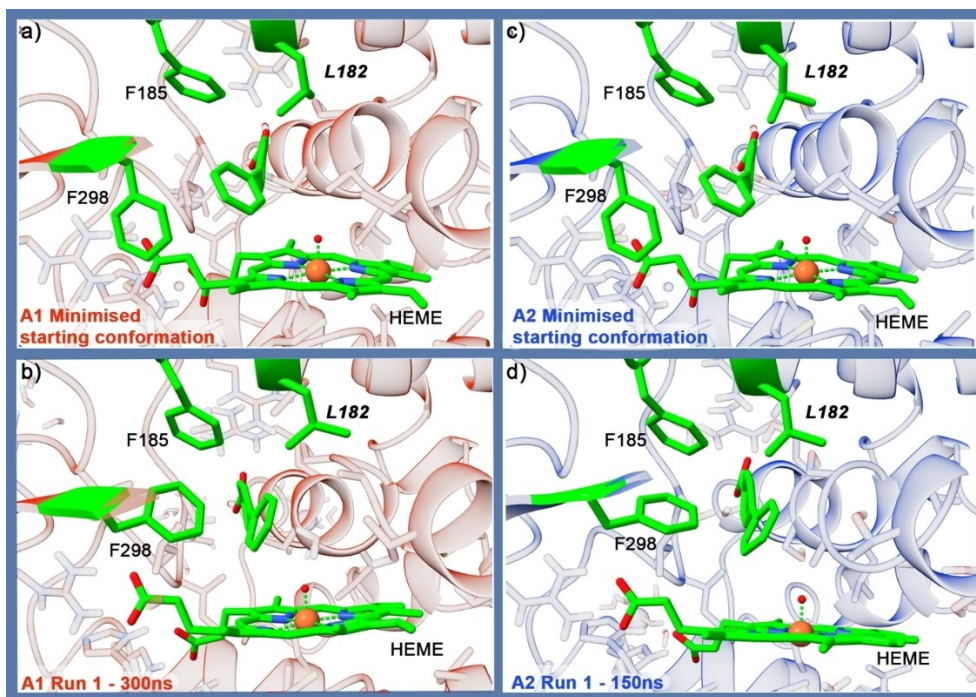 a)
F185
L182
F298
HEME
A1 Minimised
starting conformation
c)
F185
L182
F298
HEME
A2 Minimised
starting conformation
b)
F185
L182
F298
HEME
A1 Run 1 - 300ns
d)
F185
L182
F298
HEME
A2 Run 1 - 150ns